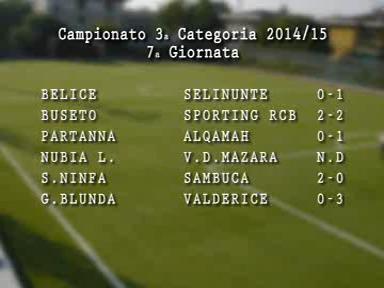 Campionato 3ª Categoria 2014/15
7ª Giornata
BELICE SELINUNTE 0-1
BUSETO SPORTING RCB 2-2
PARTANNA ALQAMAH 0-1
NUBIA L. V.D.MAZARA N.D
S.NINFA SAMBUCA 2-0
G.BLUNDA VALDERICE 0-3